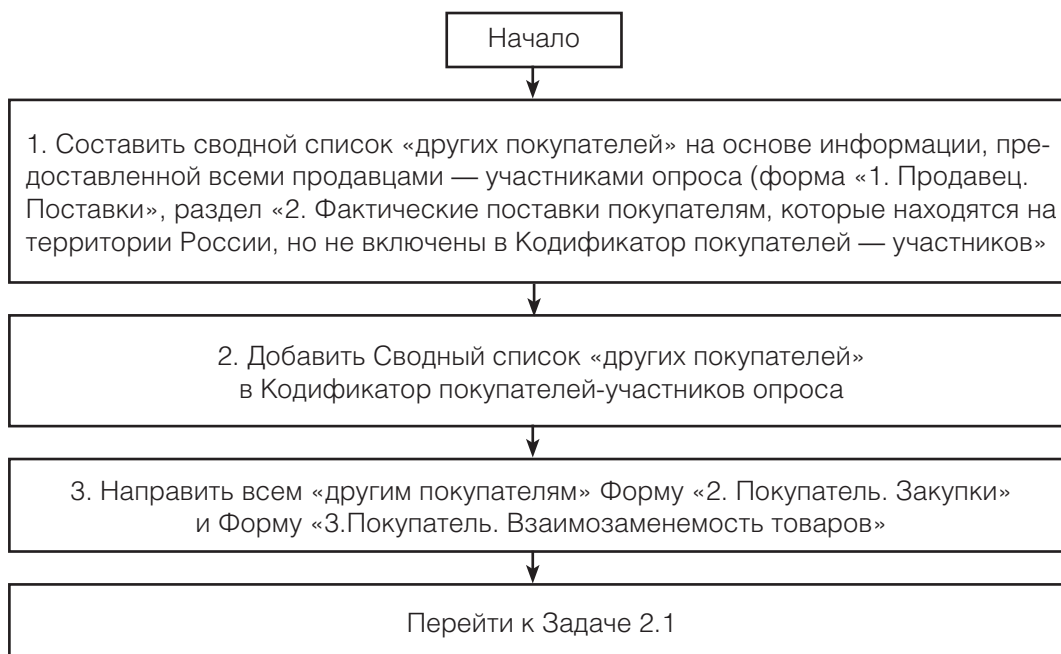 Начало
1. Составить сводной список «других покупателей» на основе информации, пре-
доставленной всеми продавцами — участниками опроса (форма «1. Продавец.
Поставки», раздел «2. Фактические поставки покупателям, которые находятся на
территории России, но не включены в Кодификатор покупателей — участников»
2. Добавить Сводный список «других покупателей»
в Кодификатор покупателей-участников опроса
3. Направить всем «другим покупателям» Форму «2. Покупатель. Закупки»
и Форму «3.Покупатель. Взаимозаменемость товаров»
Перейти к Задаче 2.1